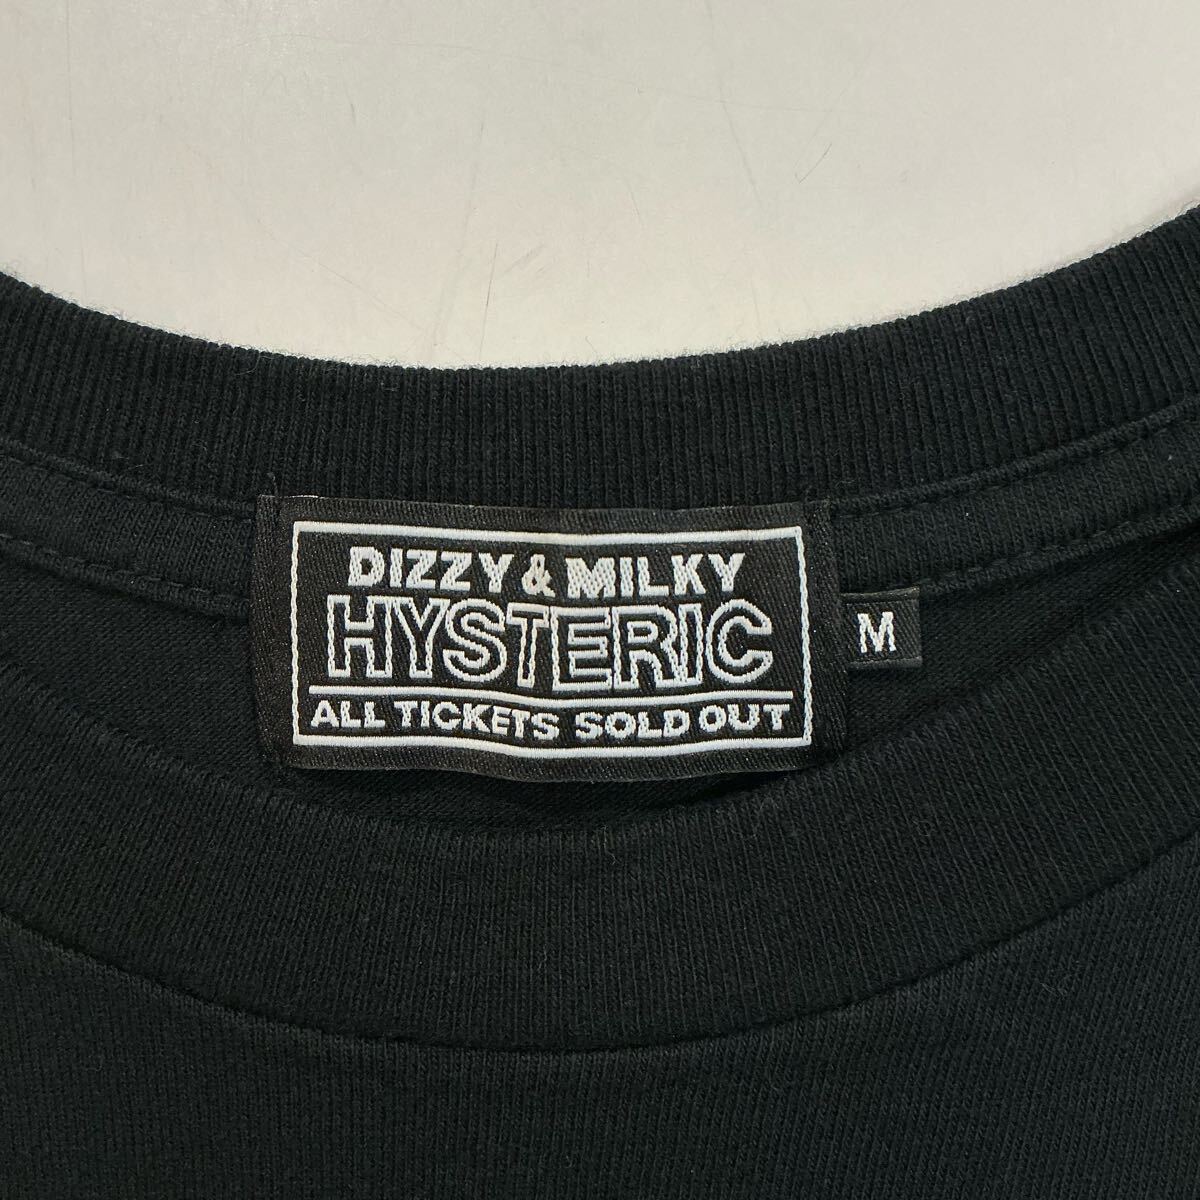 DIZZY & MILKY
HYSTERIC
ALL TICKETS SOLD OUT
M